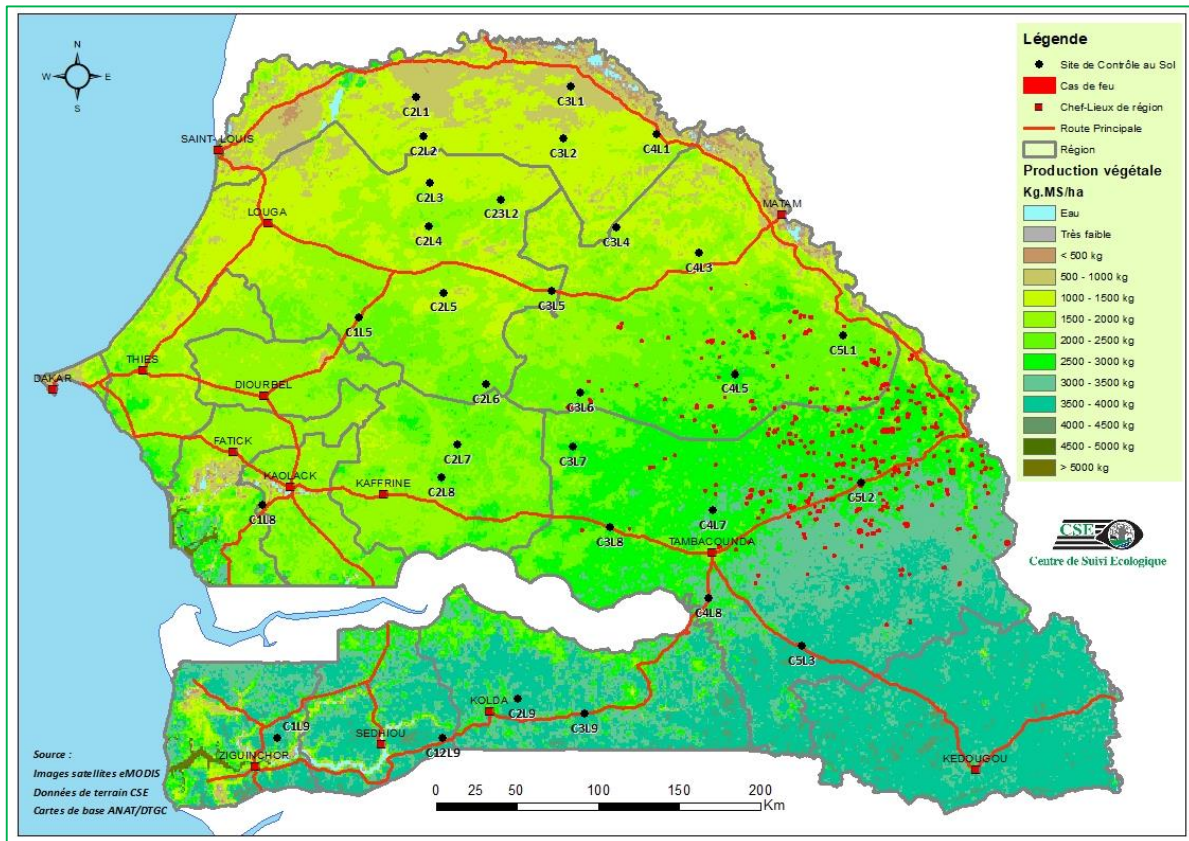 N
W E
S
SAINT-LOUIS
C2L1
C3L1
C2L2
C3L2
C4L1
C2L3
C23L2
MATAM
LOUGA
C2L4
C3L4
C4L3
C2L5
C3L5
C1L5
C5L1
THIES
DAKAR
DIOURBEL
C2L6
C3L6
C4L5
FATICK
C2L7
C3L7
KAOLACK
C2L8
KAFFRINE
C5L2
C1L8
C4L7
C3L8
TAMBACOUNDA
C4L8
C5L3
C2L9
KOLDA
C3L9
C1L9
SEDHIOU
C12L9
ZIGUINCHOR
KEDOUGOU
Légende
Site de Contrôle au Sol
Cas de feu
Chef-Lieux de région
Route Principale
Région
Production végétale
Kg.MS/ha
Eau
Très faible
< 500 kg
500 - 1000 kg
1000 - 1500 kg
1500 - 2000 kg
2000 - 2500 kg
2500 - 3000 kg
3000 - 3500 kg
3500 - 4000 kg
4000 - 4500 kg
4500 - 5000 kg
> 5000 kg
CSE
Centre de Suivi Ecologique
Source :
Images satellites eMODIS
Données de terrain CSE
Cartes de base ANAT/DTGC
0 50 100 200
Km